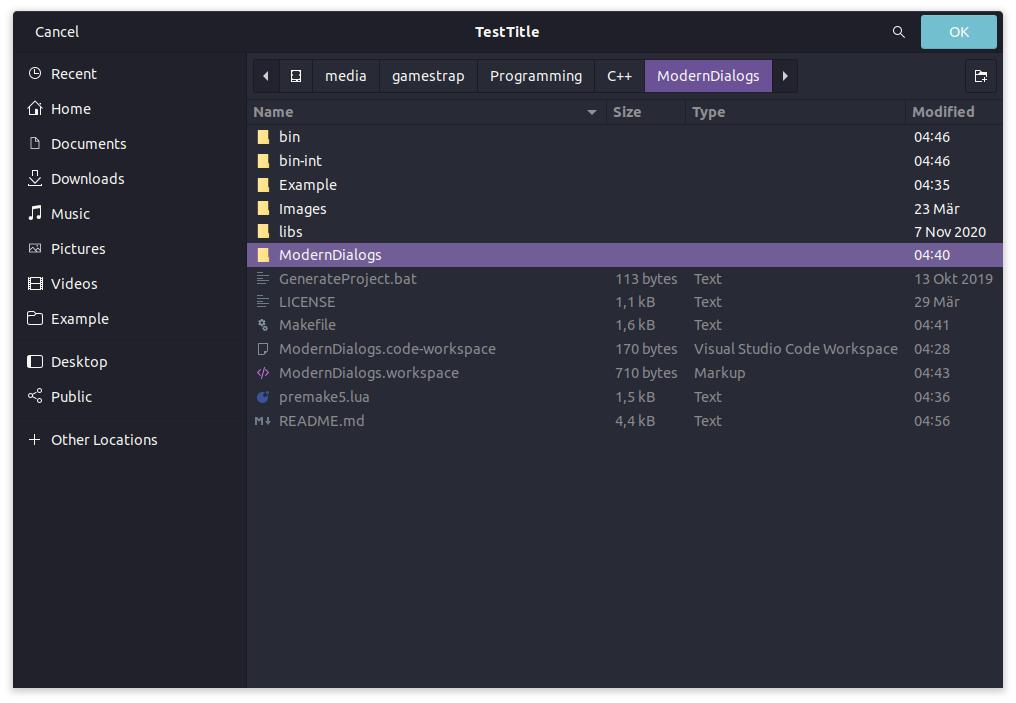 Cancel TestTitle OK
Recent
Home
Documents
Downloads
Music
Pictures
Videos
Example
Desktop
Public
Other Locations
media gamestrap Programming C++ ModernDialogs
Name Size Type Modified
bin 04:46
bin-int 04:46
Example 04:35
Images 23 Mär
libs 7 Nov 2020
ModernDialogs 04:40
GenerateProject.bat 113 bytes Text 13 Okt 2019
LICENSE 1,1 kB Text 29 Mär
Makefile 1,6 kB Text 04:41
ModernDialogs.code-workspace 170 bytes Visual Studio Code Workspace 04:28
ModernDialogs.workspace 710 bytes Markup 04:43
premake5.lua 1,5 kB Text 04:36
README.md 4,4 kB Text 04:56